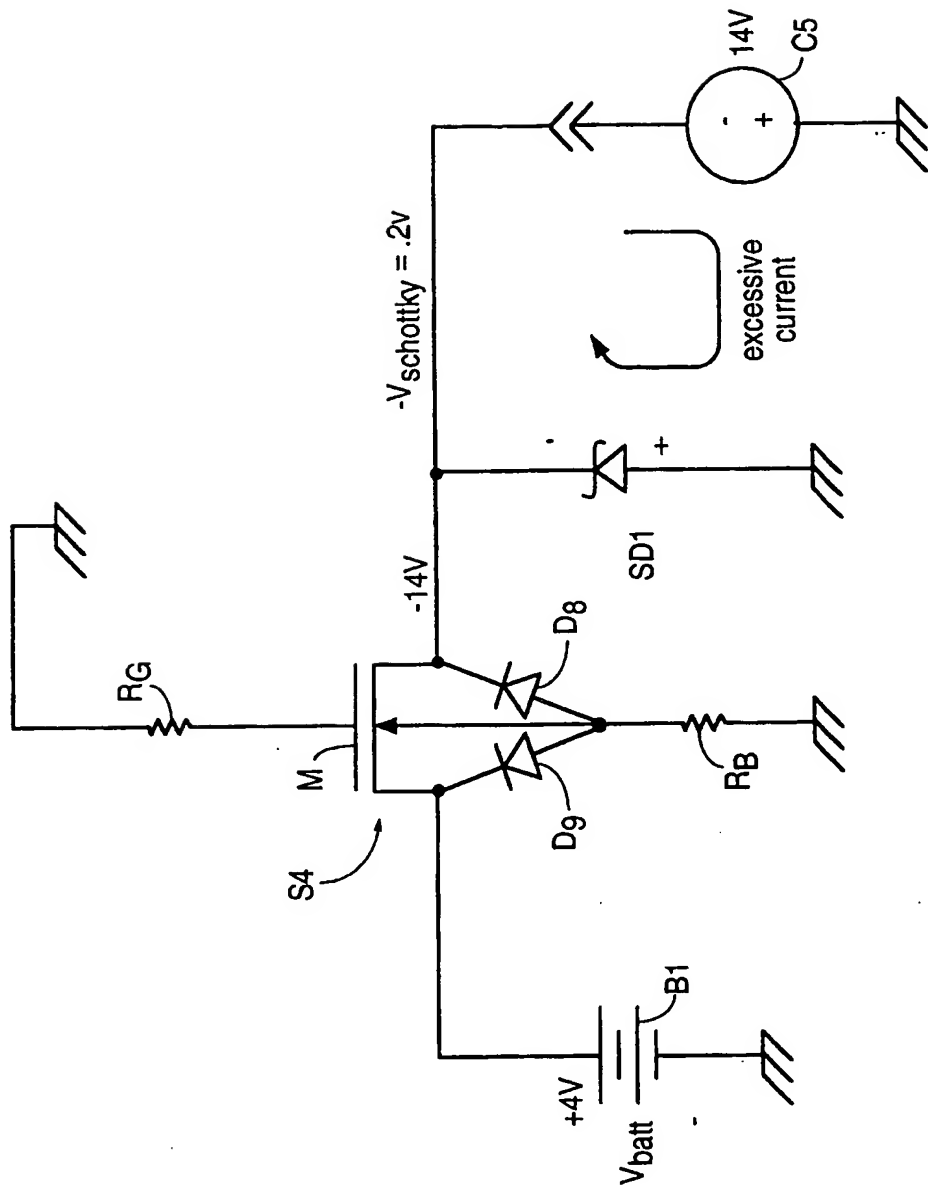 RG
M
S4
D9
D8
RB
-14V
-Vschottky = .2v
SD1
-
+
excessive
current
14V
C5
-
+
+4V
Vbatt
-
B1